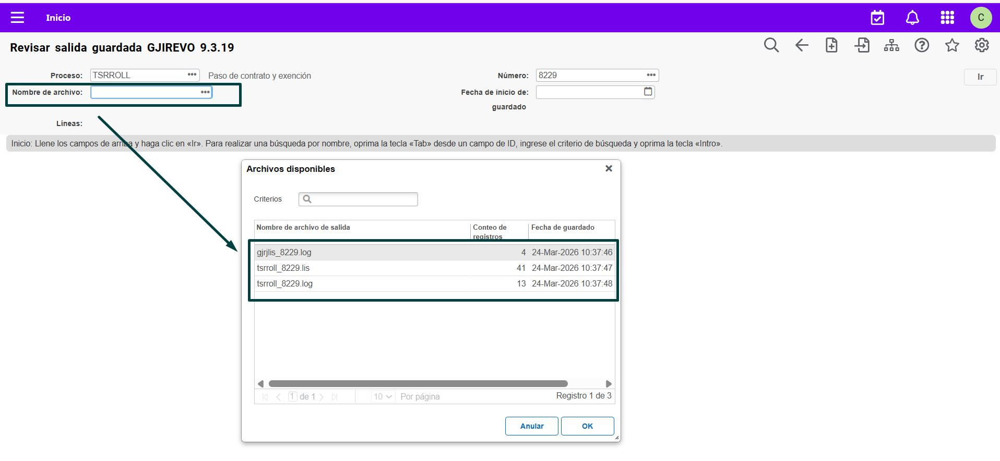 Inicio
C
Revisar salida guardada GJIREVO 9.3.19
Proceso: TSRROLL ••• Paso de contrato y exención Número: 8229 ••• Ir
Nombre de archivo: ••• Fecha de inicio de:
guardado
Líneas:
Inicio: Llene los campos de arriba y haga clic en «Ir». Para realizar una búsqueda por nombre, oprima la tecla «Tab» desde un campo de ID, ingrese el criterio de búsqueda y oprima la tecla «Intro».
Archivos disponibles
Criterios
Nombre de archivo de salida Conteo de registros Fecha de guardado
gjrjlis_8229.log 4 24-Mar-2026 10:37:46
tsrroll_8229.lis 41 24-Mar-2026 10:37:47
tsrroll_8229.log 13 24-Mar-2026 10:37:48
1 de 1 10 Por página Registro 1 de 3
Anular OK